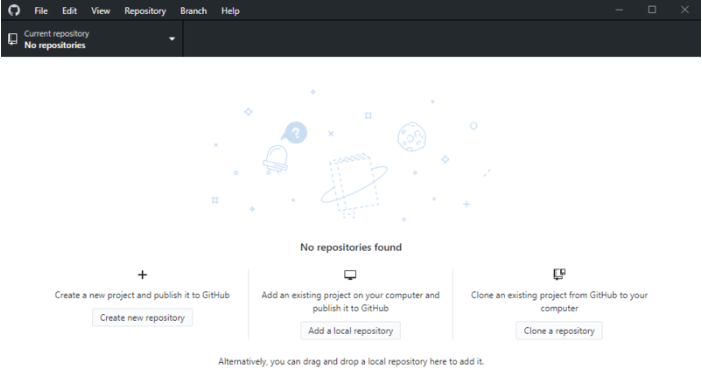 File Edit View Repository Branch Help
Current repository
No repositories
?
No repositories found
Create a new project and publish it to GitHub
Create new repository
Add an existing project on your computer and
publish it to GitHub
Add a local repository
Clone an existing project from GitHub to your
computer
Clone a repository
Alternatively, you can drag and drop a local repository here to add it.